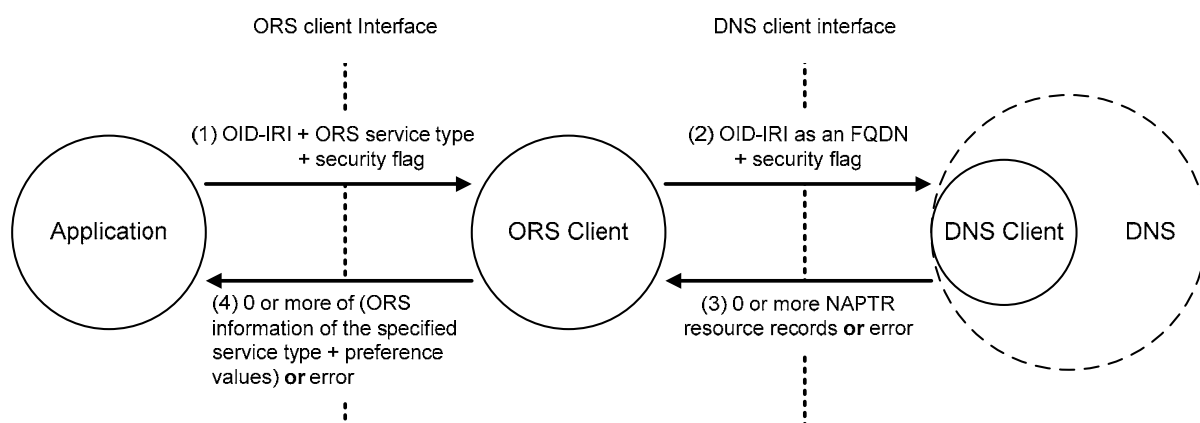 ORS client Interface
DNS client interface
(1) OID-IRI + ORS service type
+ security flag
(2) OID-IRI as an FQDN
+ security flag
Application
ORS Client
DNS Client
DNS
(4) 0 or more of (ORS
information of the specified
service type + preference
values) or error
(3) 0 or more NAPTR
resource records or error